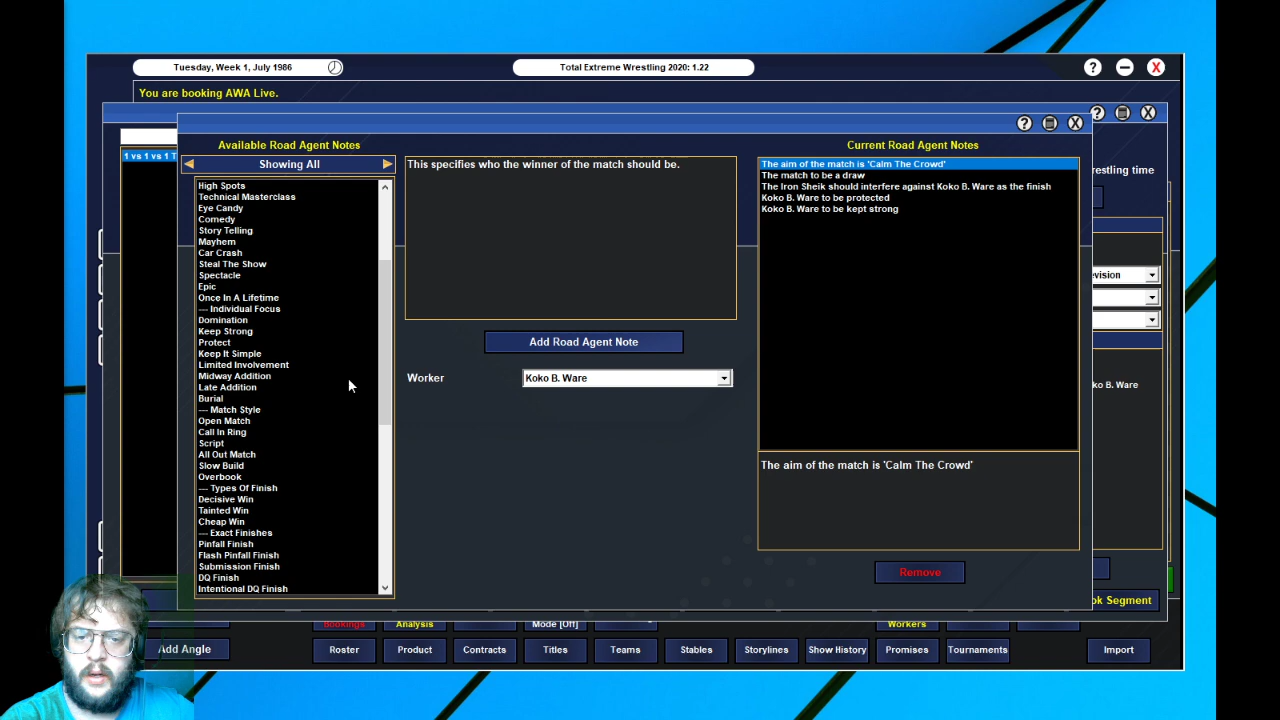 Tuesday, Week 1, July 1986
Total Extreme Wrestling 2020: 1.22
?
X
You are booking AWA Live.
?
X
?
X
Available Road Agent Notes
Showing All
1 vs 1 vs 1 T
High Spots
Technical Masterclass
Eye Candy
Comedy
Story Telling
Mayhem
Car Crash
Steal The Show
Spectacle
Epic
Once In A Lifetime
--- Individual Focus
Domination
Keep Strong
Protect
Keep It Simple
Limited Involvement
Midway Addition
Late Addition
Burial
--- Match Style
Open Match
Call In Ring
Script
All Out Match
Slow Build
Overbook
--- Types Of Finish
Decisive Win
Tainted Win
Cheap Win
--- Exact Finishes
Pinfall Finish
Flash Pinfall Finish
Submission Finish
DQ Finish
Intentional DQ Finish
This specifies who the winner of the match should be.
Add Road Agent Note
Worker
Koko B. Ware
Current Road Agent Notes
The aim of the match is 'Calm The Crowd'
The match to be a draw
The Iron Sheik should interfere against Koko B. Ware as the finish
Koko B. Ware to be protected
Koko B. Ware to be kept strong
The aim of the match is 'Calm The Crowd'
Remove
restling time
evision
ko B. Ware
ok Segment
Bookings
Analysis
Mode [Off]
Workers
Add Angle
Roster
Product
Contracts
Titles
Teams
Stables
Storylines
Show History
Promises
Tournaments
Import